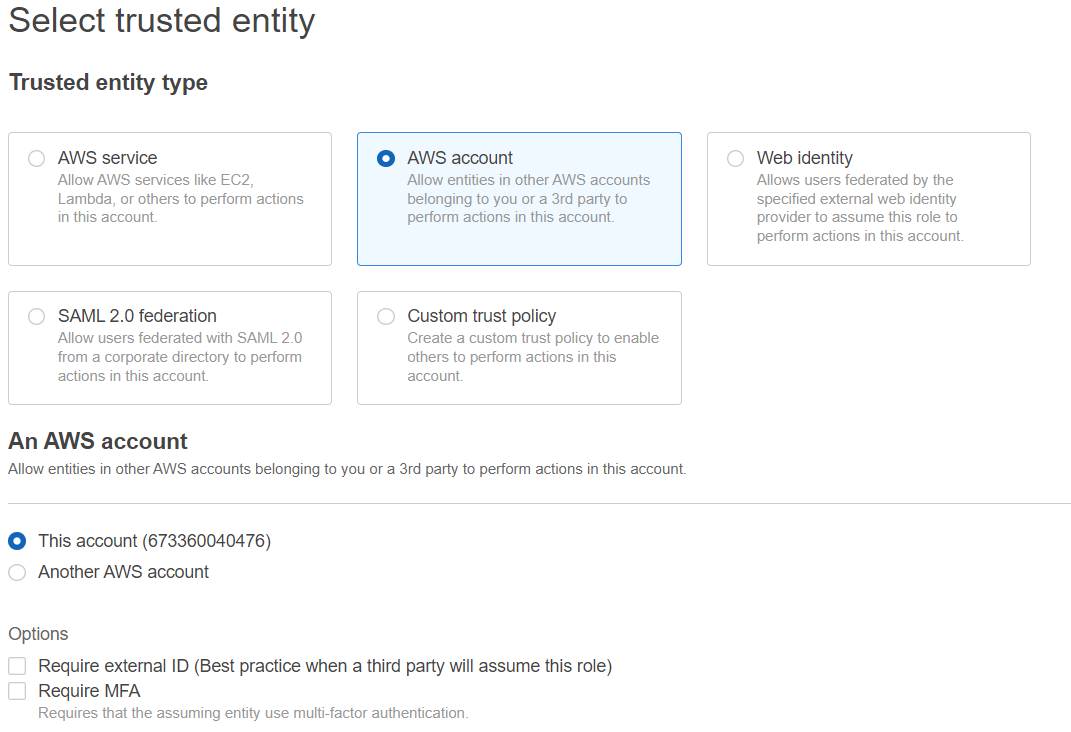 Select trusted entity
Trusted entity type
AWS service
Allow AWS services like EC2,
Lambda, or others to perform actions
in this account.
AWS account
Allow entities in other AWS accounts
belonging to you or a 3rd party to
perform actions in this account.
Web identity
Allows users federated by the
specified external web identity
provider to assume this role to
perform actions in this account.
SAML 2.0 federation
Allow users federated with SAML 2.0
from a corporate directory to perform
actions in this account.
Custom trust policy
Create a custom trust policy to enable
others to perform actions in this
account.
An AWS account
Allow entities in other AWS accounts belonging to you or a 3rd party to perform actions in this account.
This account (673360040476)
Another AWS account
Options
Require external ID (Best practice when a third party will assume this role)
Require MFA
Requires that the assuming entity use multi-factor authentication.